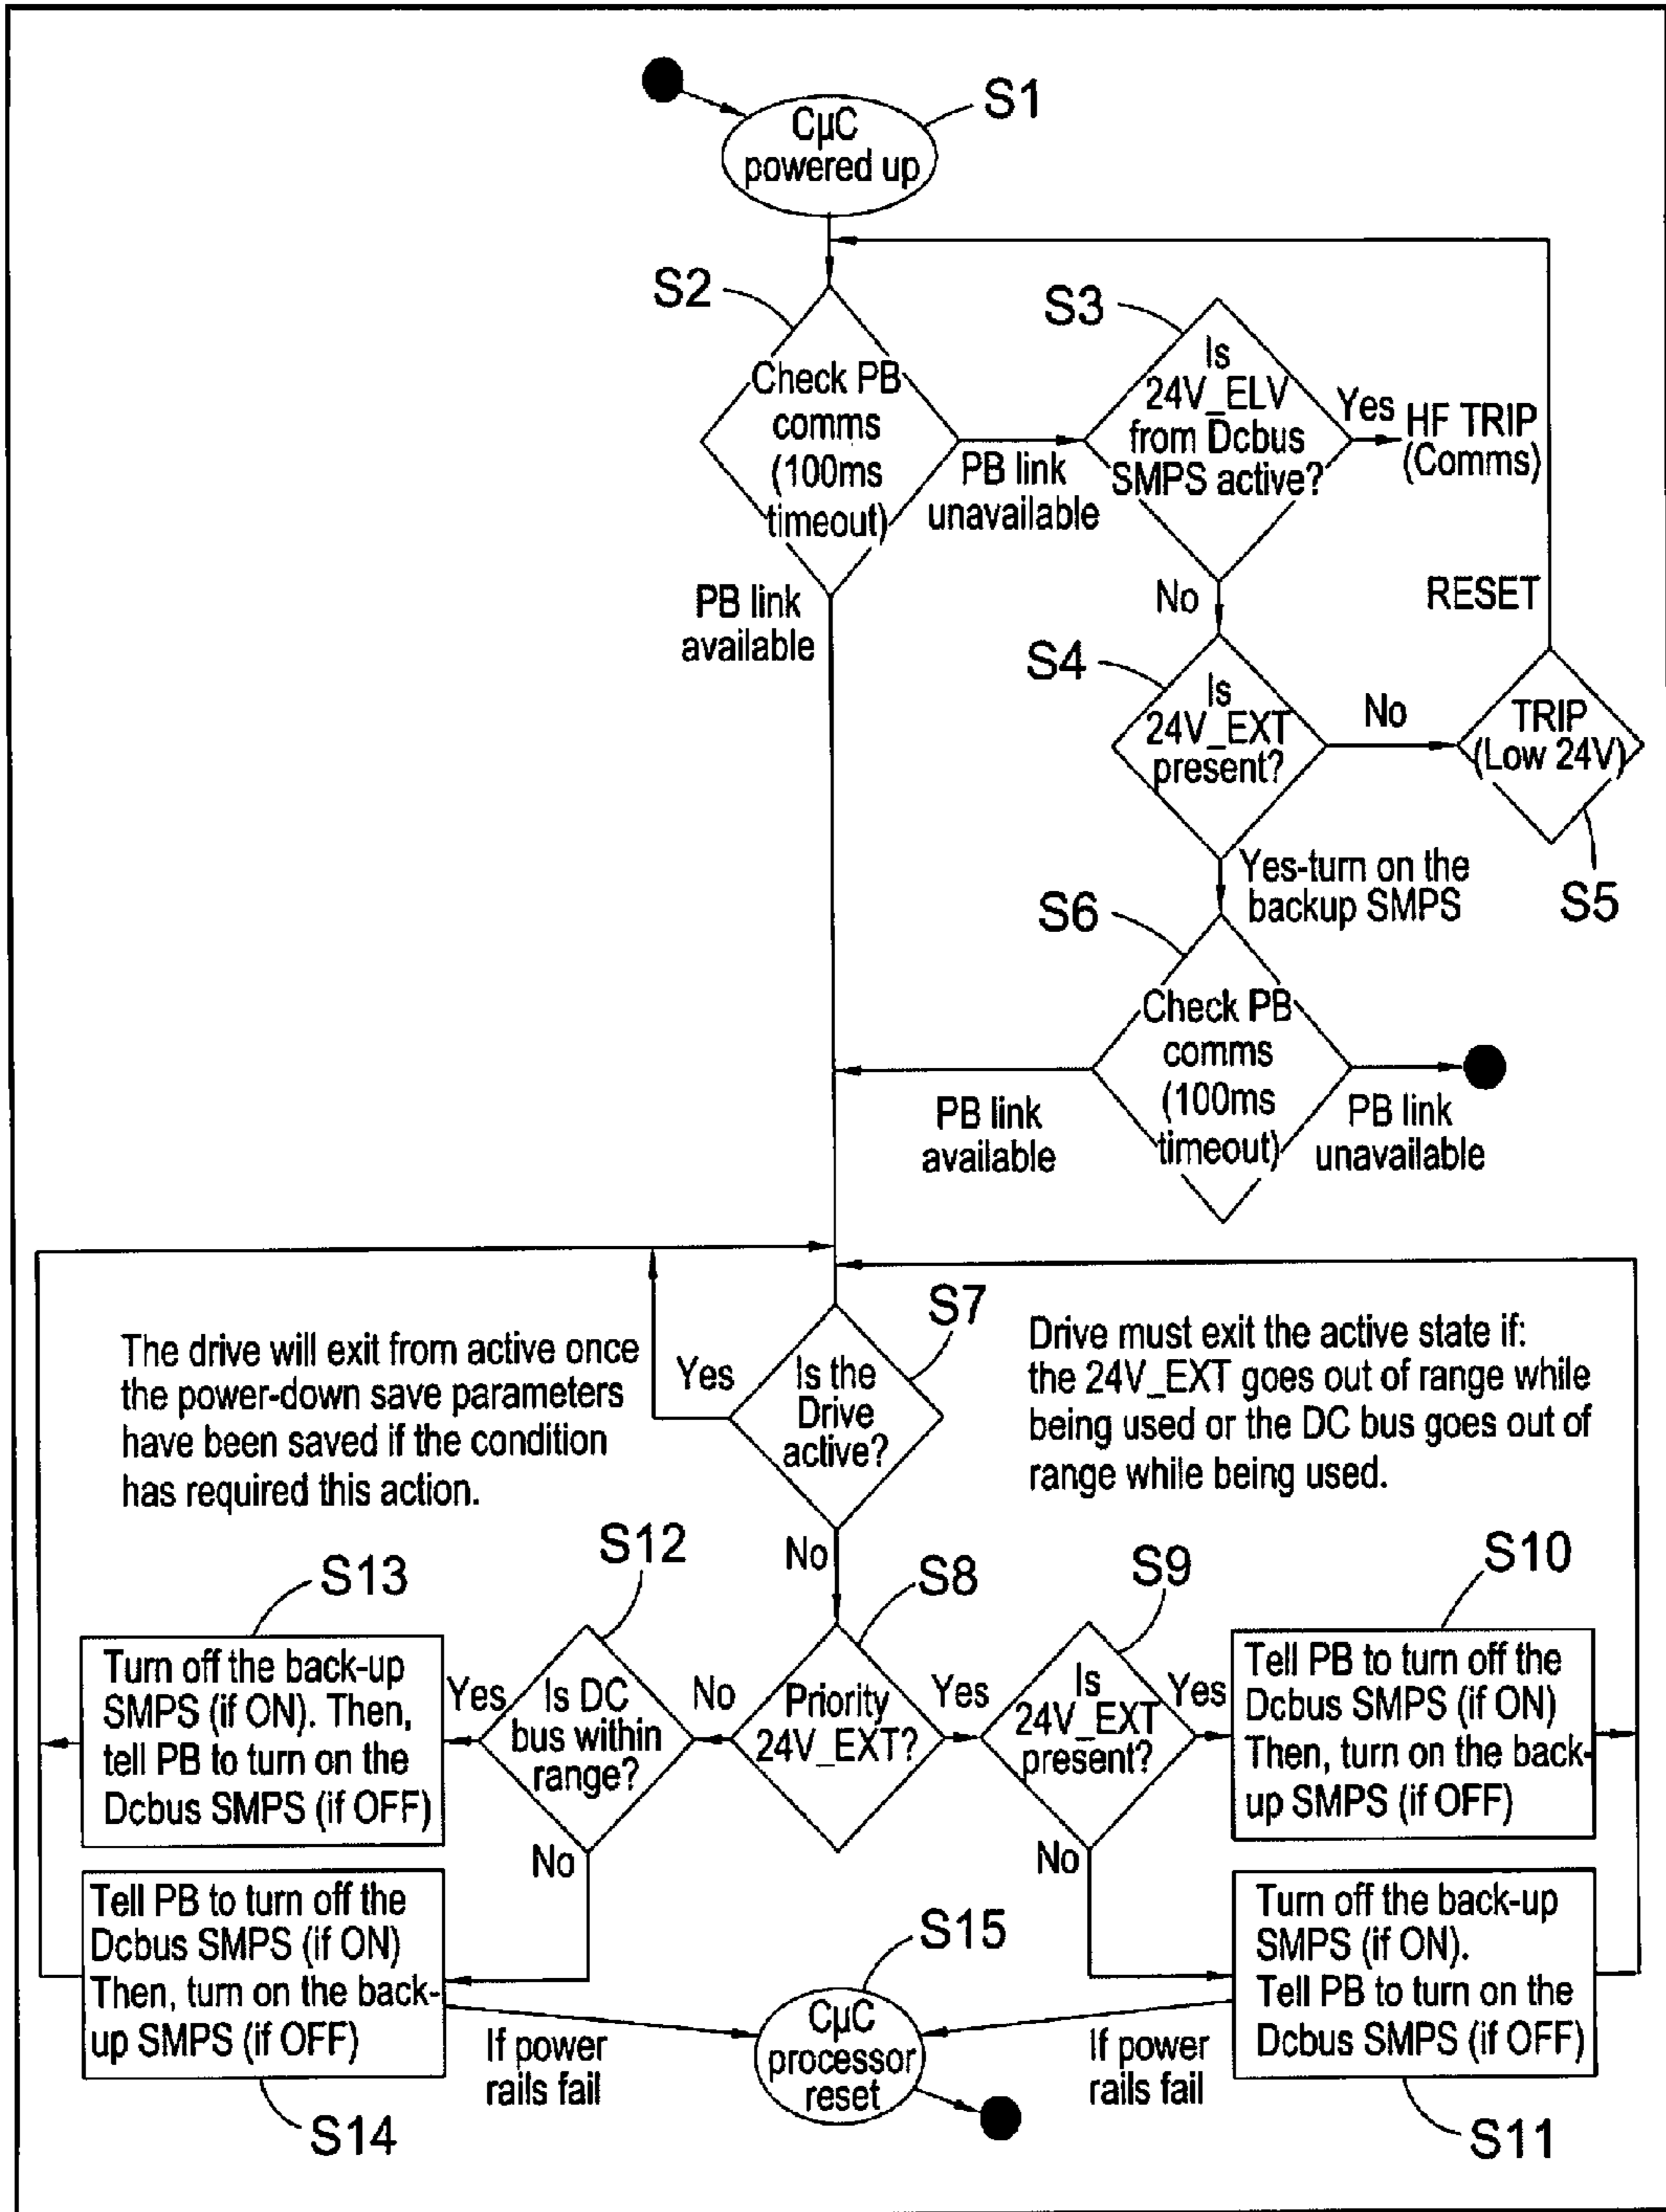 S1
CµC
powered up
S2
Check PB
comms
(100ms
timeout)
PB link
unavailable
PB link
available
S3
Is
24V_ELV
from Dcbus
SMPS active?
Yes
HF TRIP
(Comms)
No
RESET
S4
Is
24V_EXT
present?
No
TRIP
(Low 24V)
S5
Yes-turn on the
backup SMPS
S6
Check PB
comms
(100ms
timeout)
PB link
available
PB link
unavailable
S7
Is the
Drive
active?
Yes
The drive will exit from active once
the power-down save parameters
have been saved if the condition
has required this action.
Drive must exit the active state if:
the 24V_EXT goes out of range while
being used or the DC bus goes out of
range while being used.
No
S13
S12
S8
S9
S10
Turn off the back-up
SMPS (if ON). Then,
tell PB to turn on the
Dcbus SMPS (if OFF)
Yes
Is DC
bus within
range?
No
Priority
24V_EXT?
Yes
Is
24V_EXT
present?
Yes
Tell PB to turn off the
Dcbus SMPS (if ON)
Then, turn on the back-
up SMPS (if OFF)
No
No
Tell PB to turn off the
Dcbus SMPS (if ON)
Then, turn on the back-
up SMPS (if OFF)
S14
If power
rails fail
S15
CµC
processor
reset
If power
rails fail
Turn off the back-up
SMPS (if ON).
Tell PB to turn on the
Dcbus SMPS (if OFF)
S11